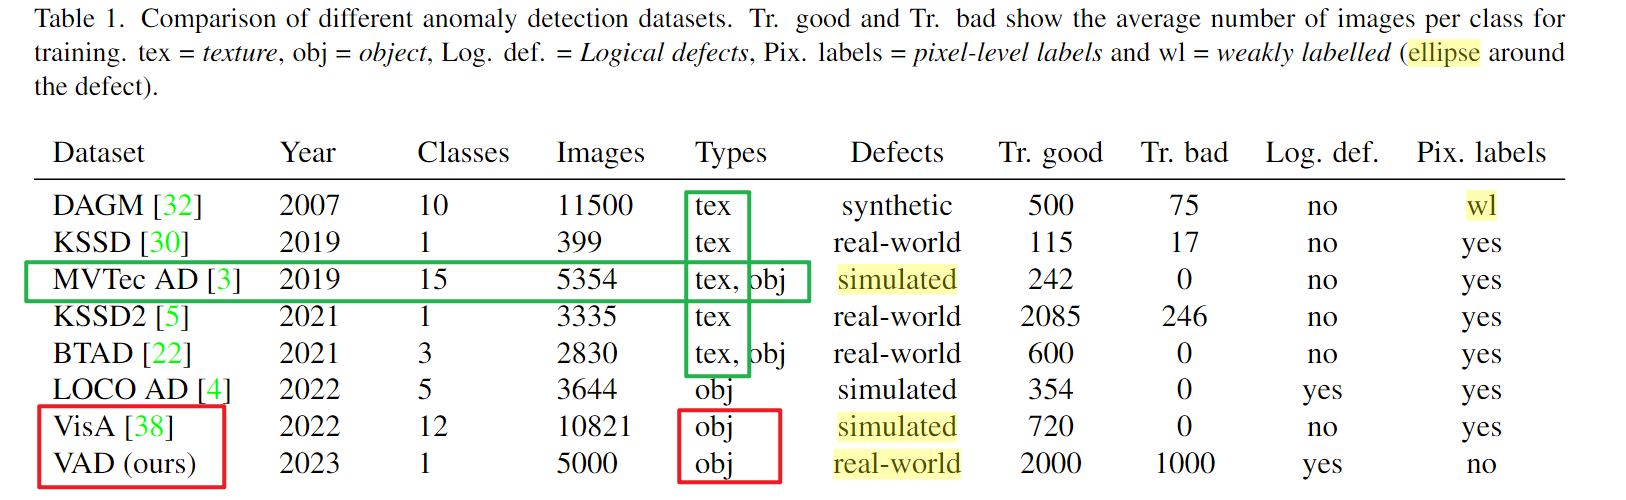 Table 1. Comparison of different anomaly detection datasets. Tr. good and Tr. bad show the average number of images per class for
training. tex = texture, obj = object, Log. def. = Logical defects, Pix. labels = pixel-level labels and wl = weakly labelled (ellipse around
the defect).
Dataset Year Classes Images Types Defects Tr. good Tr. bad Log. def. Pix. labels
DAGM [32] 2007 10 11500 tex synthetic 500 75 no wl
KSSD [30] 2019 1 399 tex real-world 115 17 no yes
MVTec AD [3] 2019 15 5354 tex, obj simulated 242 0 no yes
KSSD2 [5] 2021 1 3335 tex real-world 2085 246 no yes
BTAD [22] 2021 3 2830 tex, obj real-world 600 0 no yes
LOCO AD [4] 2022 5 3644 obj simulated 354 0 yes yes
VisA [38] 2022 12 10821 obj simulated 720 0 no yes
VAD (ours) 2023 1 5000 obj real-world 2000 1000 yes no